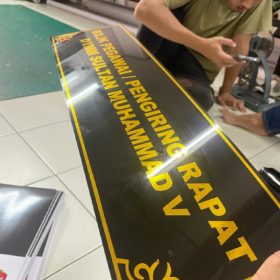 BILIK PEGAWAI / PENGIRING RAPAT
DYMM SULTAN MUHAMMAD V